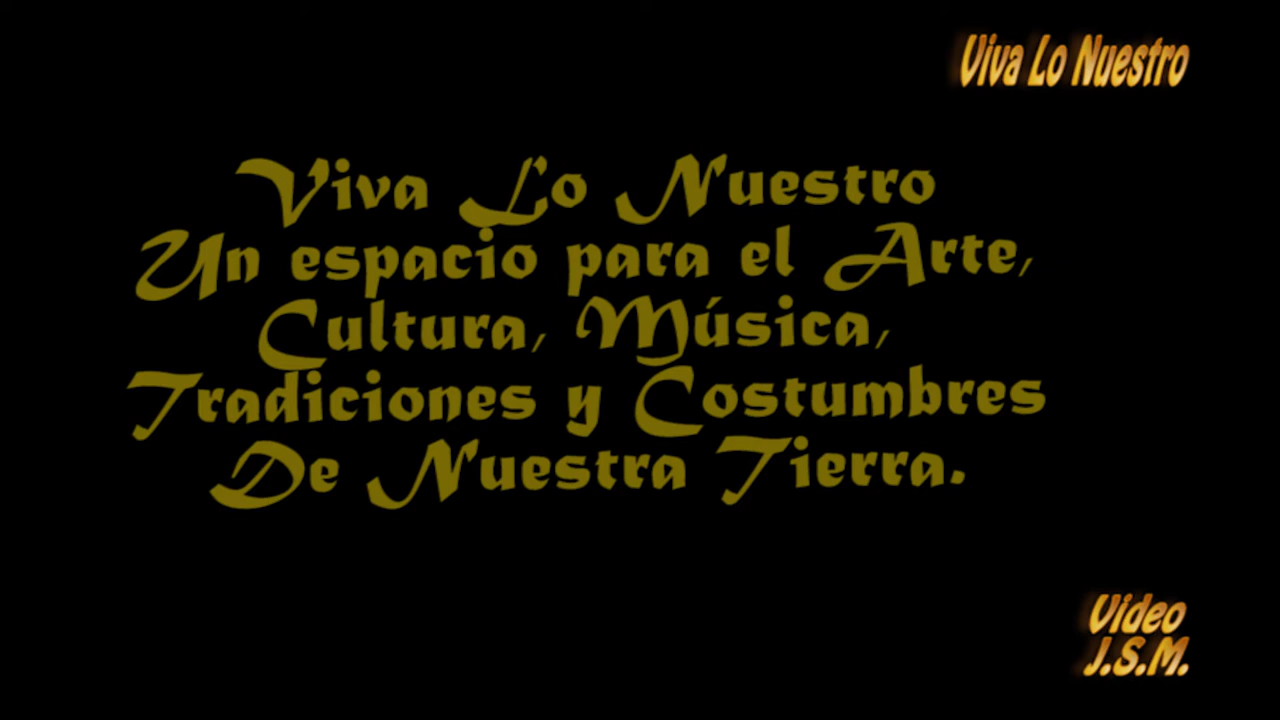 Viva Lo Nuestro
Viva Lo Nuestro
Un espacio para el Arte,
Cultura, Música,
Tradiciones y Costumbres
De Nuestra Tierra.
Video
J.S.M.